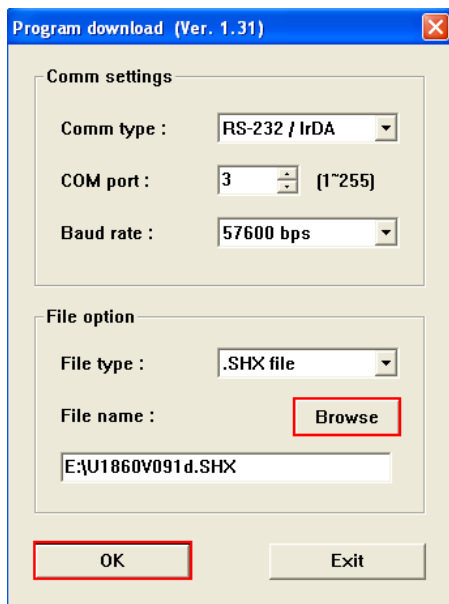 Program download (Ver. 1.31)
Comm settings
Comm type : RS-232 / IrDA
COM port : 3 (1~255)
Baud rate : 57600 bps
File option
File type : .SHX file
File name : Browse
E:\U1860V091d.SHX
OK Exit